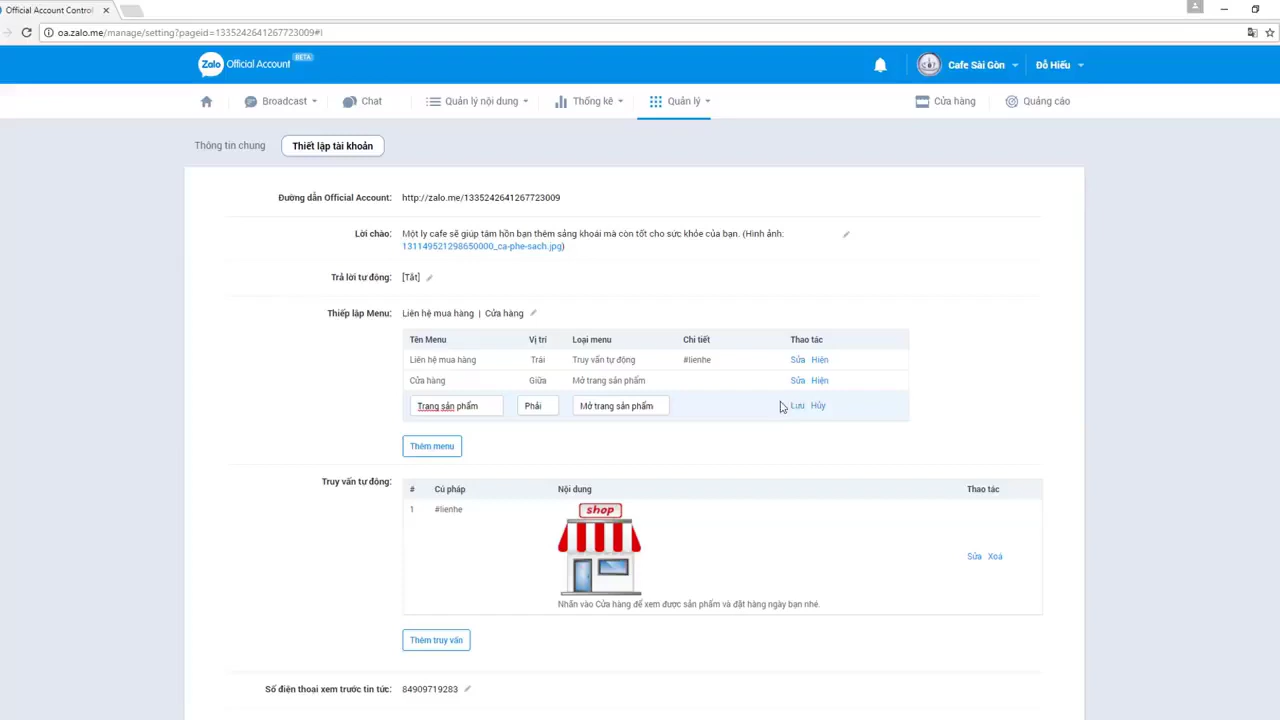 Official Account Control
oa.zalo.me/manage/setting?pageid=1335242641267723009#!
Zalo Official Account BETA
Cafe Sài Gòn
Đỗ Hiếu
Broadcast
Chat
Quản lý nội dung
Thống kê
Quản lý
Cửa hàng
Quảng cáo
Thông tin chung
Thiết lập tài khoản
Đường dẫn Official Account: http://zalo.me/1335242641267723009
Lời chào: Một ly cafe sẽ giúp tâm hồn bạn thêm sảng khoái mà còn tốt cho sức khỏe của bạn. (Hình ảnh:
131149521298650000_ca-phe-sach.jpg)
Trả lời tự động: [Tắt]
Thiếp lập Menu: Liên hệ mua hàng | Cửa hàng
Tên Menu Vị trí Loại menu Chi tiết Thao tác
Liên hệ mua hàng Trái Truy vấn tự động #lienhe Sửa Hiện
Cửa hàng Giữa Mở trang sản phẩm Sửa Hiện
Trang sản phẩm Phải Mở trang sản phẩm Lưu Hủy
Thêm menu
Truy vấn tự động:
# Cú pháp Nội dung Thao tác
1 #lienhe
shop
Sửa Xoá
Nhấn vào Cửa hàng để xem được sản phẩm và đặt hàng ngày bạn nhé.
Thêm truy vấn
Số điện thoại xem trước tin tức: 84909719283